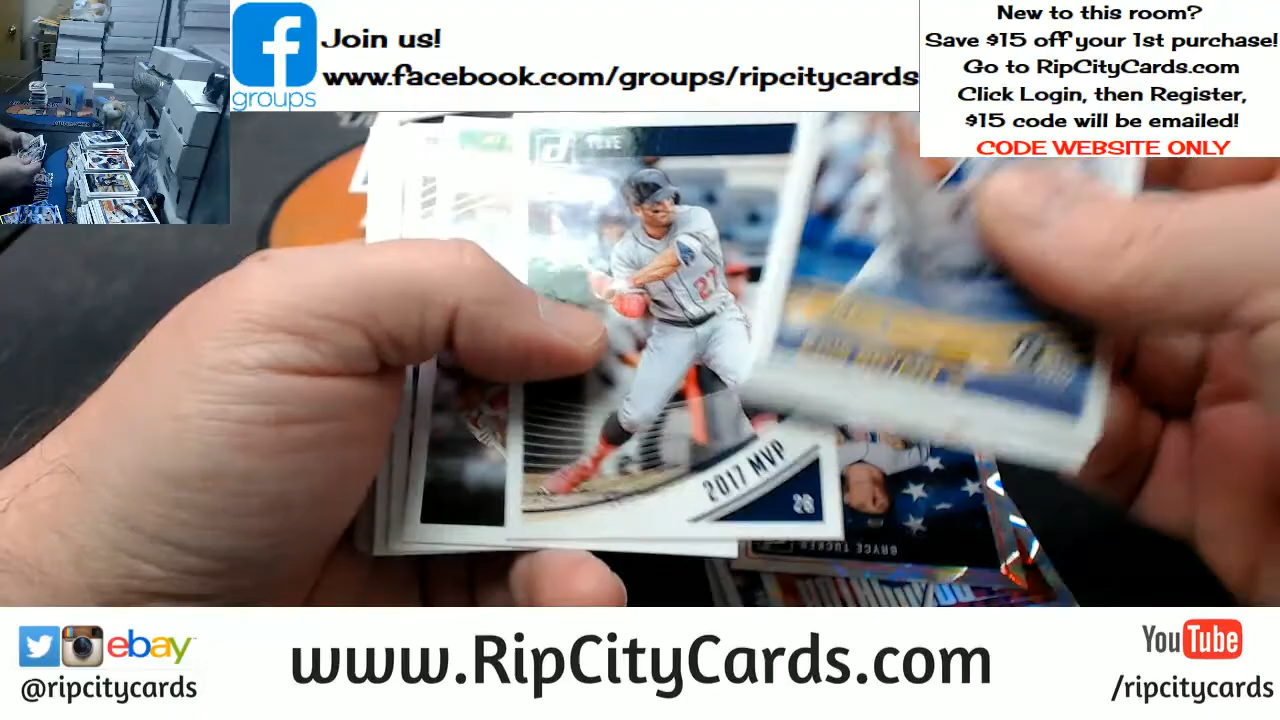 Join us!
www.facebook.com/groups/ripcitycards
groups
New to this room?
Save $15 off your 1st purchase!
Go to RipCityCards.com
Click Login, then Register,
$15 code will be emailed!
CODE WEBSITE ONLY
27
2017 MVP
BRYCE TUCKER
ebay
@ripcitycards
www.RipCityCards.com
YouTube
/ripcitycards